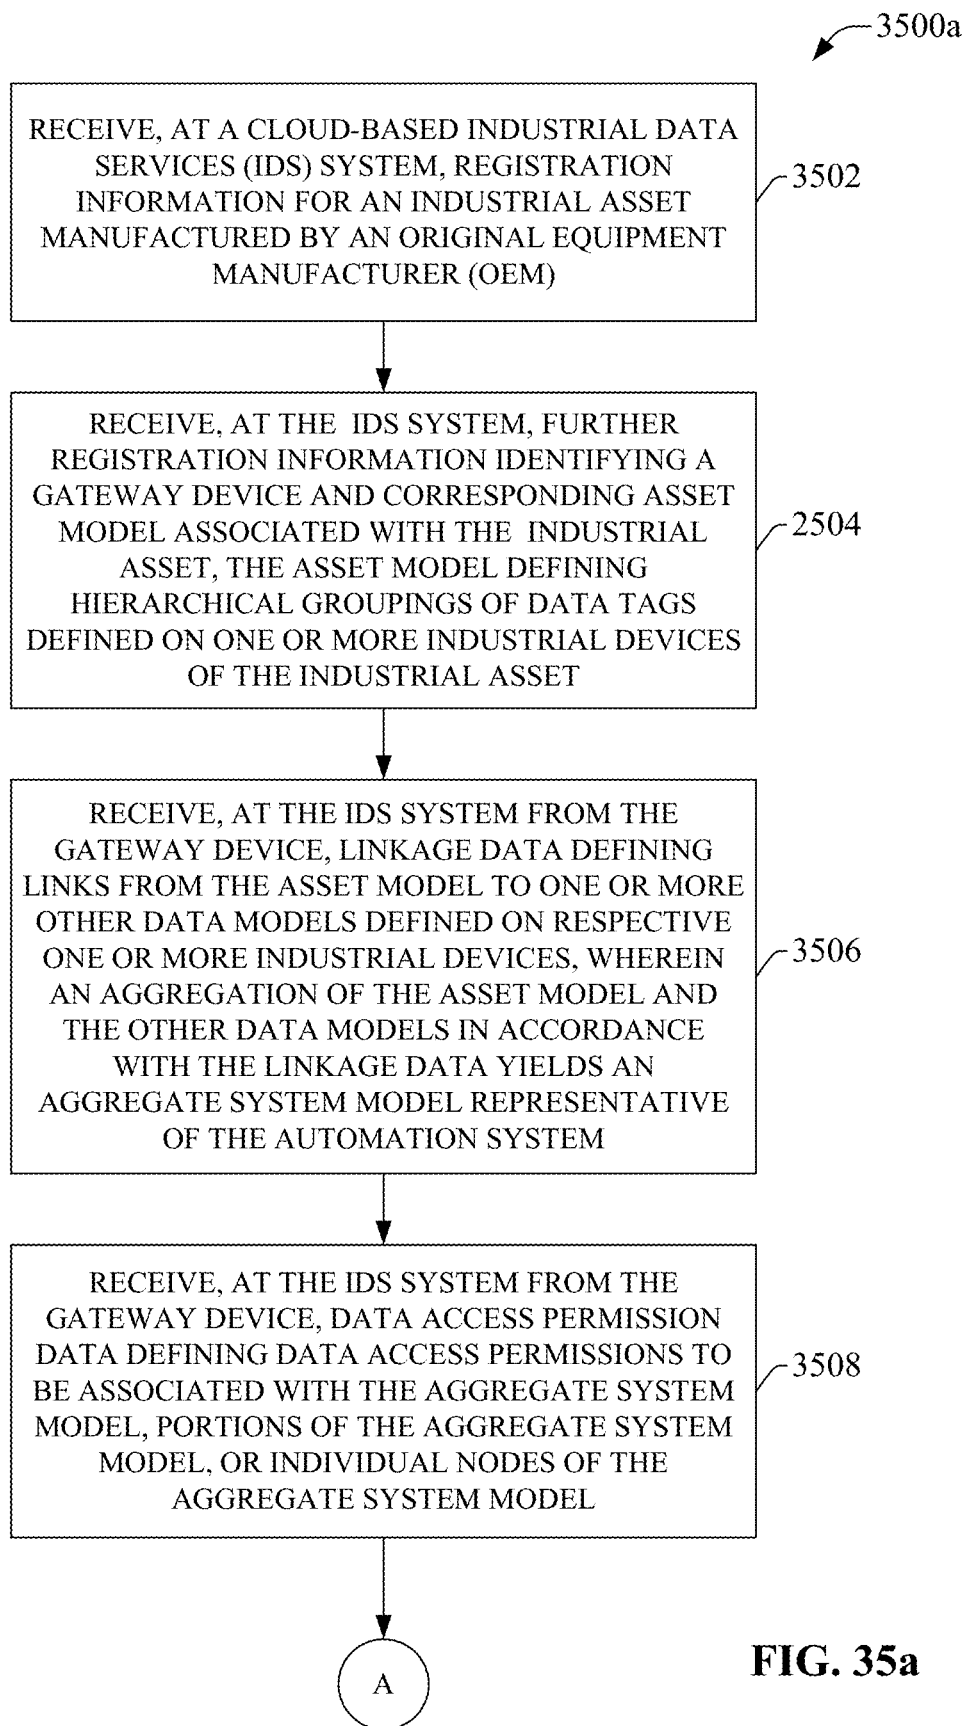 3500a
RECEIVE, AT A CLOUD-BASED INDUSTRIAL DATA
SERVICES (IDS) SYSTEM, REGISTRATION
INFORMATION FOR AN INDUSTRIAL ASSET
MANUFACTURED BY AN ORIGINAL EQUIPMENT
MANUFACTURER (OEM)
3502
RECEIVE, AT THE IDS SYSTEM, FURTHER
REGISTRATION INFORMATION IDENTIFYING A
GATEWAY DEVICE AND CORRESPONDING ASSET
MODEL ASSOCIATED WITH THE INDUSTRIAL
ASSET, THE ASSET MODEL DEFINING
HIERARCHICAL GROUPINGS OF DATA TAGS
DEFINED ON ONE OR MORE INDUSTRIAL DEVICES
OF THE INDUSTRIAL ASSET
2504
RECEIVE, AT THE IDS SYSTEM FROM THE
GATEWAY DEVICE, LINKAGE DATA DEFINING
LINKS FROM THE ASSET MODEL TO ONE OR MORE
OTHER DATA MODELS DEFINED ON RESPECTIVE
ONE OR MORE INDUSTRIAL DEVICES, WHEREIN
AN AGGREGATION OF THE ASSET MODEL AND
THE OTHER DATA MODELS IN ACCORDANCE
WITH THE LINKAGE DATA YIELDS AN
AGGREGATE SYSTEM MODEL REPRESENTATIVE
OF THE AUTOMATION SYSTEM
3506
RECEIVE, AT THE IDS SYSTEM FROM THE
GATEWAY DEVICE, DATA ACCESS PERMISSION
DATA DEFINING DATA ACCESS PERMISSIONS TO
BE ASSOCIATED WITH THE AGGREGATE SYSTEM
MODEL, PORTIONS OF THE AGGREGATE SYSTEM
MODEL, OR INDIVIDUAL NODES OF THE
AGGREGATE SYSTEM MODEL
3508
A
FIG. 35a